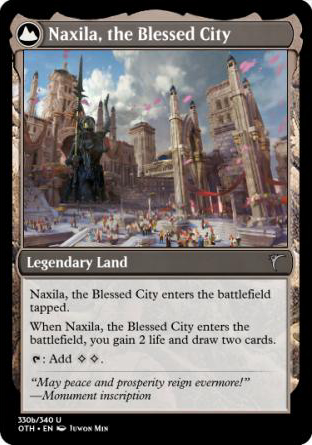 Naxila, the Blessed City
Legendary Land
Naxila, the Blessed City enters the battlefield
tapped.
When Naxila, the Blessed City enters the
battlefield, you gain 2 life and draw two cards.
: Add .
“May peace and prosperity reign evermore!”
—Monument inscription
330b/340 U
OTH • EN Juwon Min